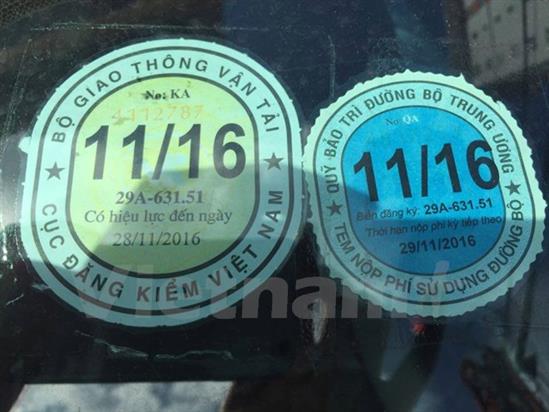 BỘ GIAO THÔNG VẬN TẢI
No: KA
4112787
11/16
29A-631.51
Có hiệu lực đến ngày
28/11/2016
CỤC ĐĂNG KIỂM VIỆT NAM
QUỸ BẢO TRÌ ĐƯỜNG BỘ TRUNG ƯƠNG
No: QA
11/16
Biển đăng ký: 29A-631.51
Thời hạn nộp phí kỳ tiếp theo
29/11/2016
TEM NỘP PHÍ SỬ DỤNG ĐƯỜNG BỘ